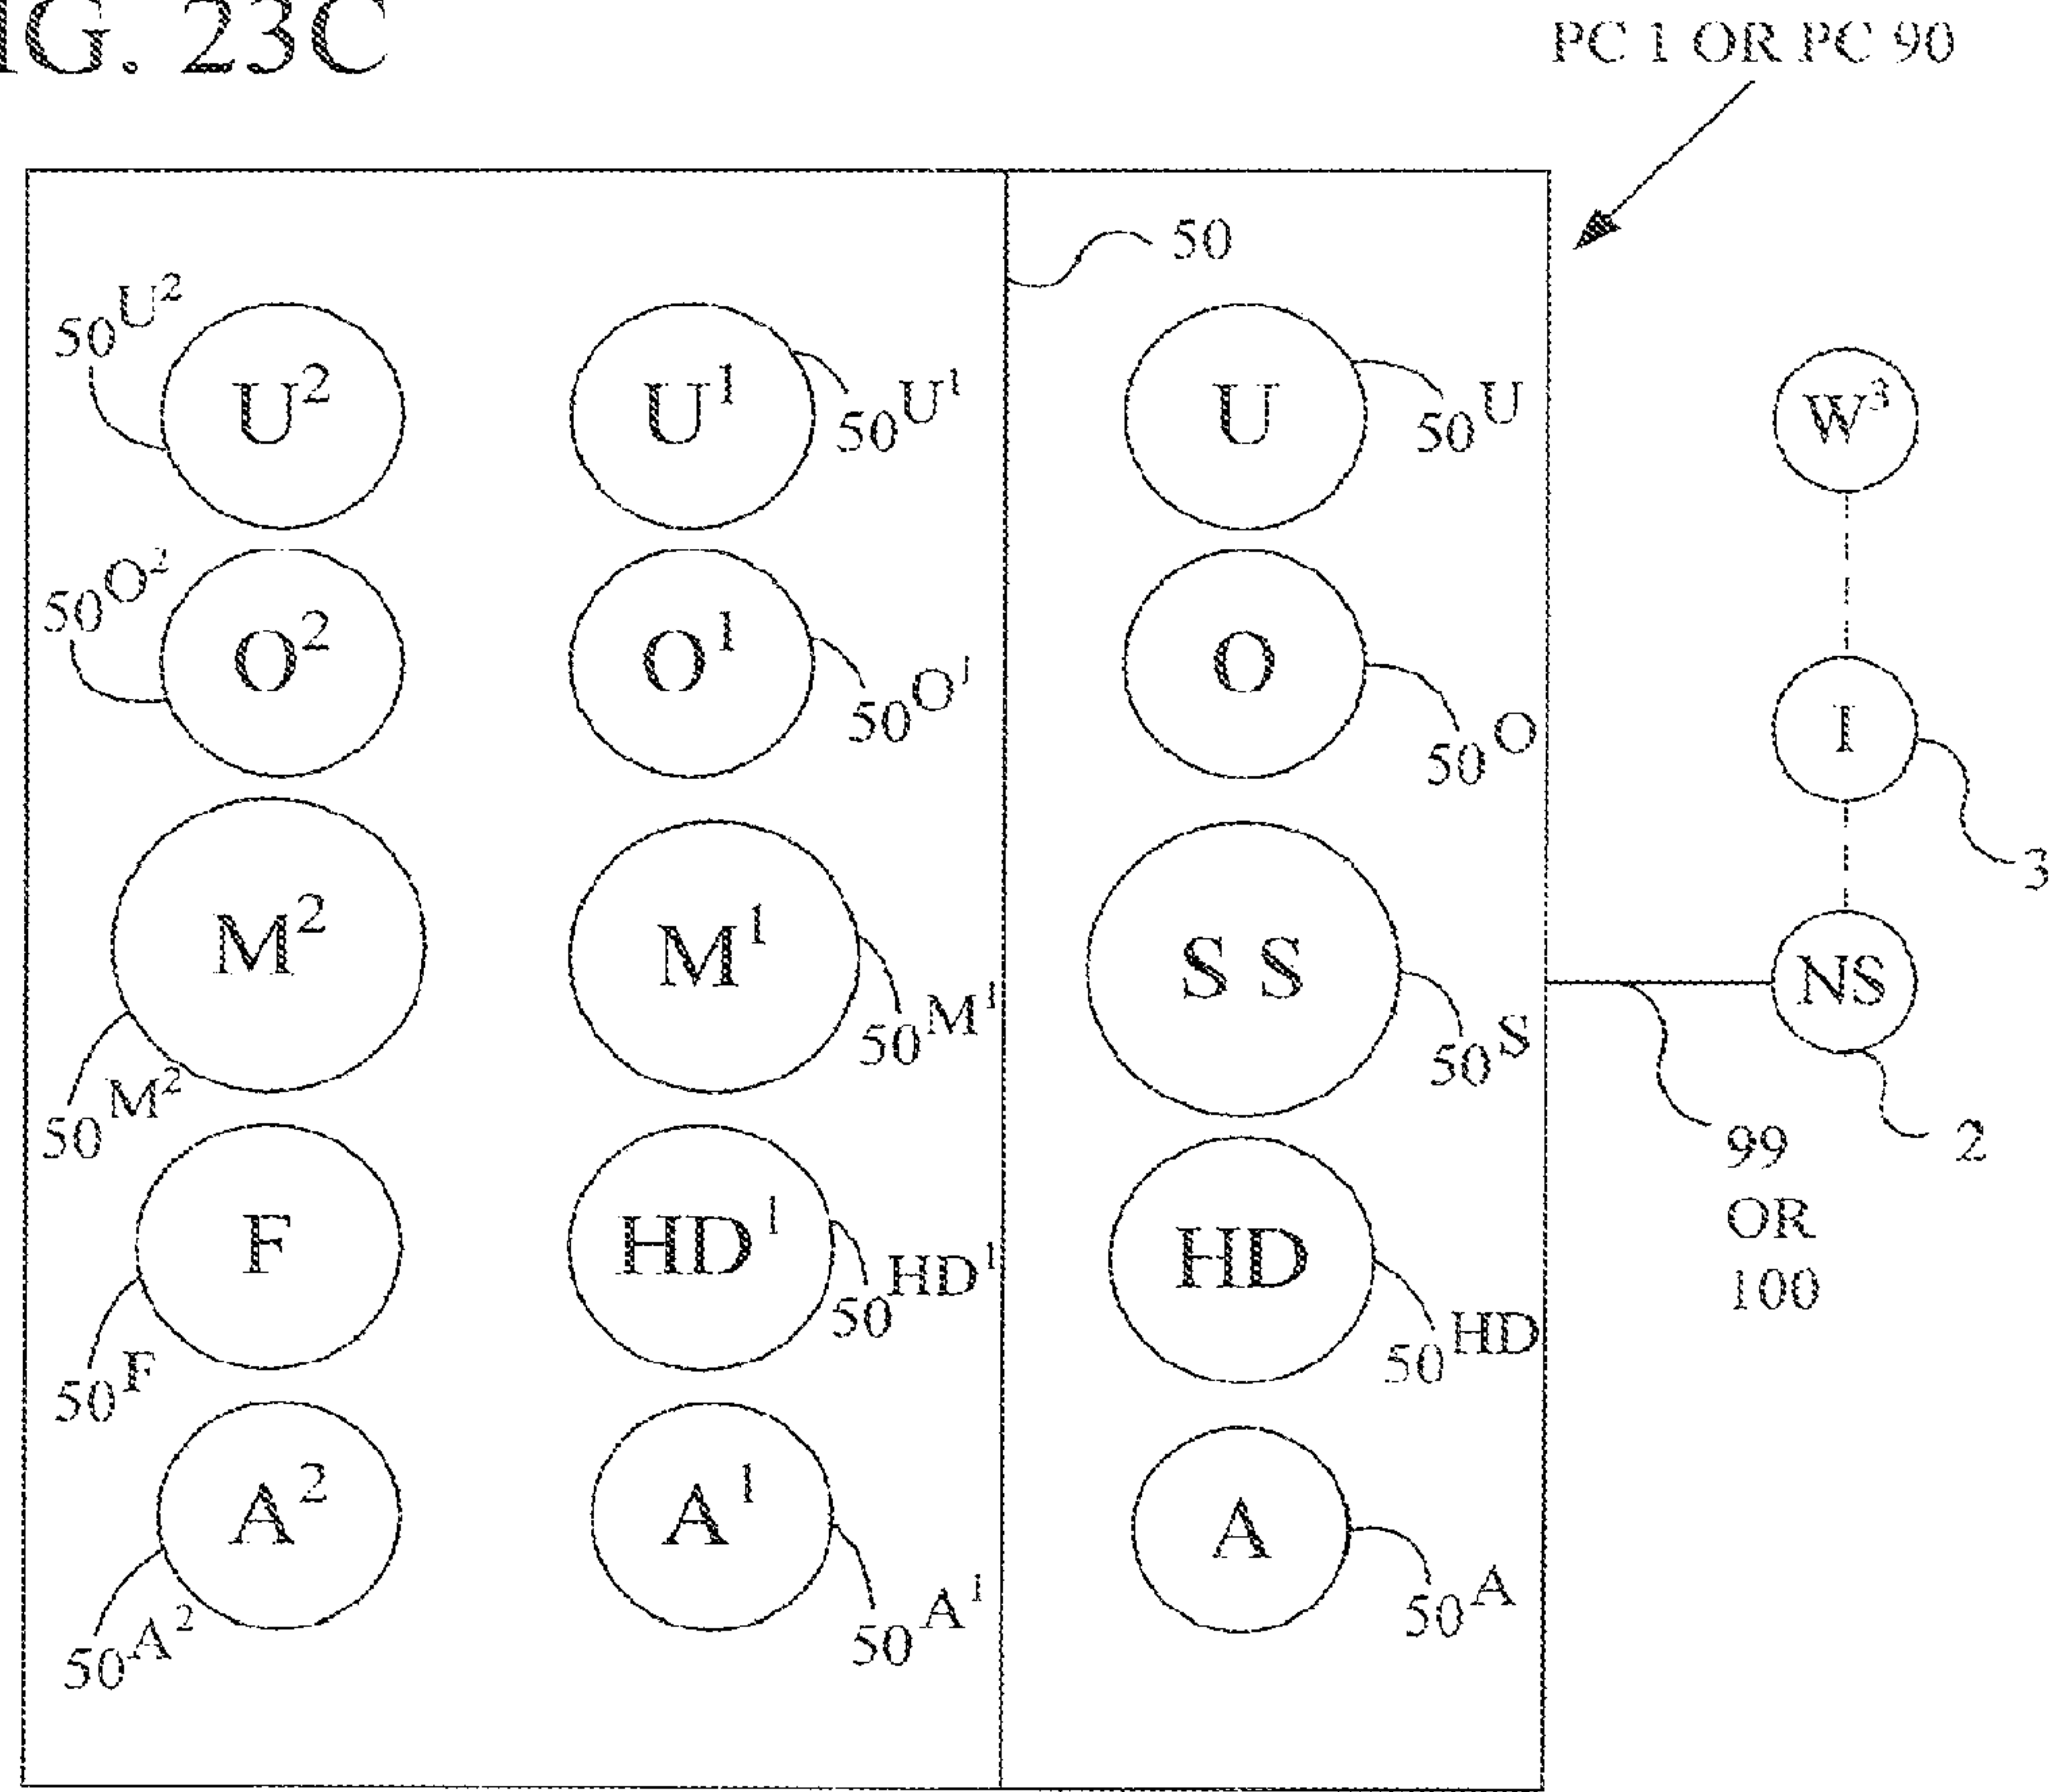 IG. 23C
PC 1 OR PC 90
50
50U²
U²
U¹
50U¹
U
50U
W³
50O²
O²
O¹
50O¹
O
50O
I
3
M²
50M²
M¹
50M¹
S S
50S
NS
2
99
OR
100
F
50F
HD¹
50HD¹
HD
50HD
A²
50A²
A¹
50A¹
A
50A